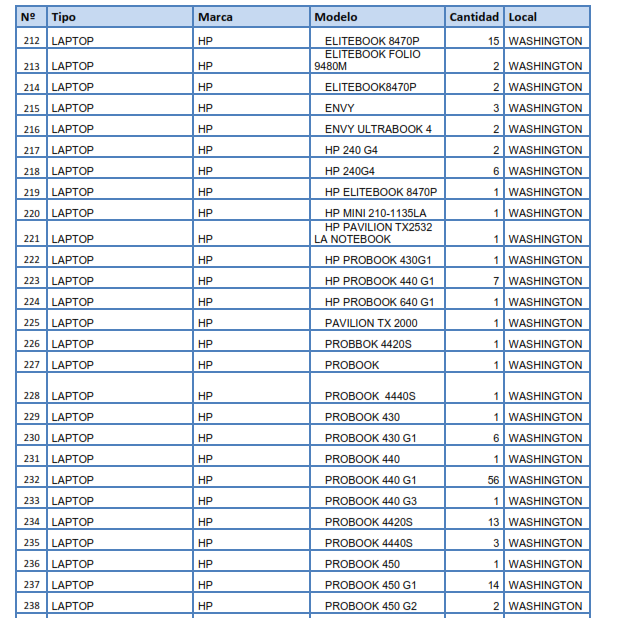 Nº Tipo Marca Modelo Cantidad Local
212 LAPTOP HP ELITEBOOK 8470P 15 WASHINGTON
ELITEBOOK FOLIO
213 LAPTOP HP 9480M 2 WASHINGTON
214 LAPTOP HP ELITEBOOK8470P 2 WASHINGTON
215 LAPTOP HP ENVY 3 WASHINGTON
216 LAPTOP HP ENVY ULTRABOOK 4 2 WASHINGTON
217 LAPTOP HP HP 240 G4 2 WASHINGTON
218 LAPTOP HP HP 240G4 6 WASHINGTON
219 LAPTOP HP HP ELITEBOOK 8470P 1 WASHINGTON
220 LAPTOP HP HP MINI 210-1135LA 1 WASHINGTON
HP PAVILION TX2532
221 LAPTOP HP LA NOTEBOOK 1 WASHINGTON
222 LAPTOP HP HP PROBOOK 430G1 1 WASHINGTON
223 LAPTOP HP HP PROBOOK 440 G1 7 WASHINGTON
224 LAPTOP HP HP PROBOOK 640 G1 1 WASHINGTON
225 LAPTOP HP PAVILION TX 2000 1 WASHINGTON
226 LAPTOP HP PROBBOK 4420S 1 WASHINGTON
227 LAPTOP HP PROBOOK 1 WASHINGTON
228 LAPTOP HP PROBOOK 4440S 1 WASHINGTON
229 LAPTOP HP PROBOOK 430 1 WASHINGTON
230 LAPTOP HP PROBOOK 430 G1 6 WASHINGTON
231 LAPTOP HP PROBOOK 440 1 WASHINGTON
232 LAPTOP HP PROBOOK 440 G1 56 WASHINGTON
233 LAPTOP HP PROBOOK 440 G3 1 WASHINGTON
234 LAPTOP HP PROBOOK 4420S 13 WASHINGTON
235 LAPTOP HP PROBOOK 4440S 3 WASHINGTON
236 LAPTOP HP PROBOOK 450 1 WASHINGTON
237 LAPTOP HP PROBOOK 450 G1 14 WASHINGTON
238 LAPTOP HP PROBOOK 450 G2 2 WASHINGTON